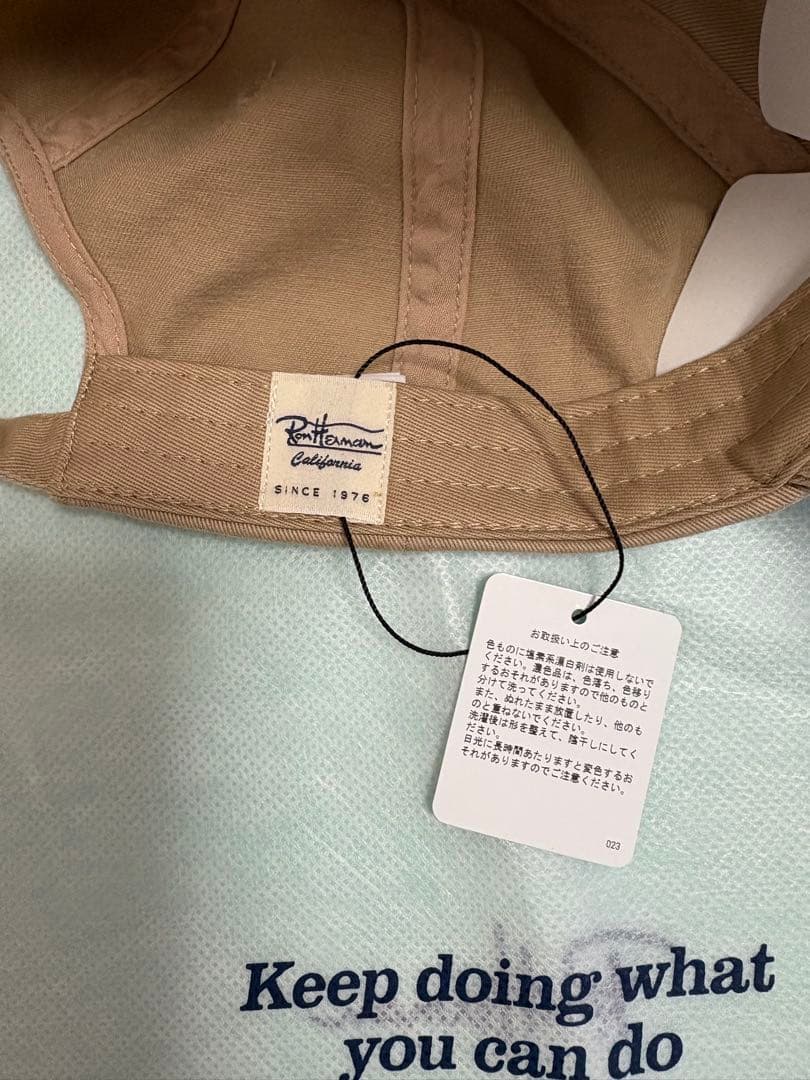 Ron Herman
California
SINCE 1976
お取扱い上のご注意
色ものに塩素系漂白剤は使用しないで
ください。濃色品は、色落ち、色移り
するおそれがありますので他のものと
分けて洗ってください。
また、ぬれたまま放置したり、他のも
のと重ねないでください。
洗濯後は形を整えて、陰干しにしてく
ださい。
日光に長時間あたりますと変色するお
それがありますのでご注意ください。
023
Keep doing what
you can do